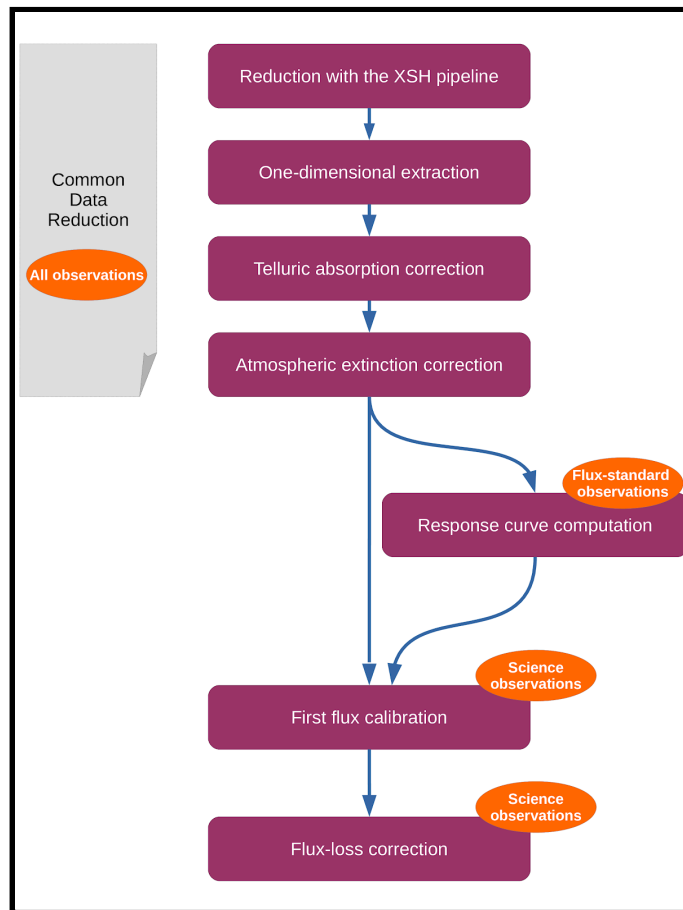 Reduction with the XSH pipeline
One-dimensional extraction
Common
Data
Reduction
All observations
Telluric absorption correction
Atmospheric extinction correction
Flux-standard
observations
Response curve computation
Science
observations
First flux calibration
Science
observations
Flux-loss correction